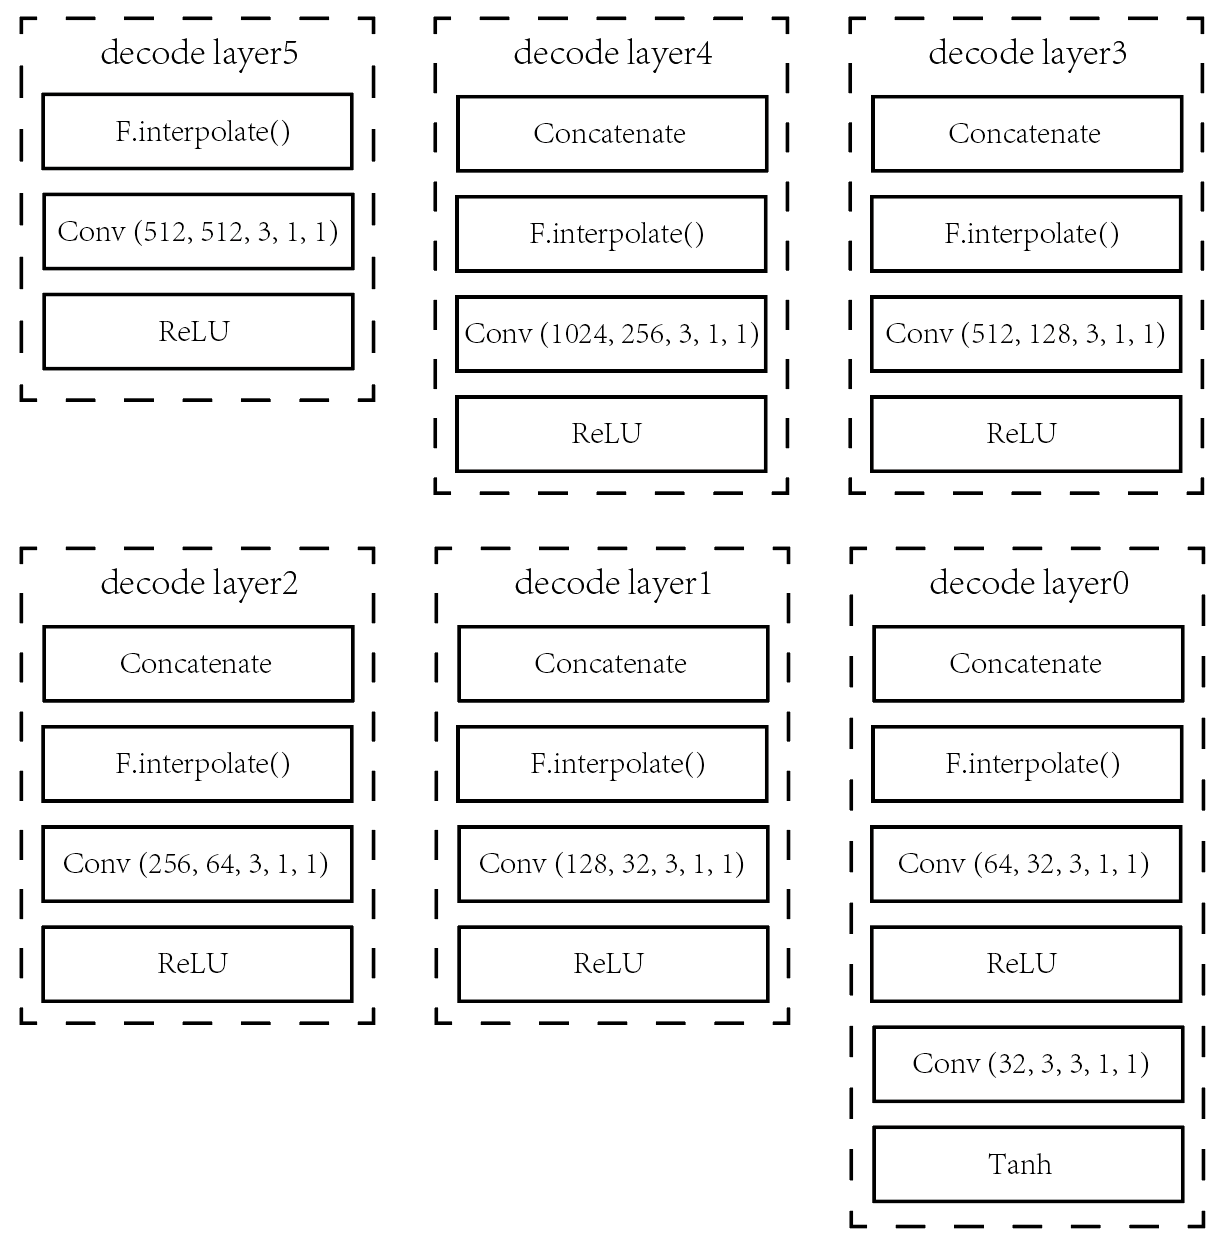 decode layer5
F.interpolate()
Conv (512, 512, 3, 1, 1)
ReLU
decode layer4
Concatenate
F.interpolate()
Conv (1024, 256, 3, 1, 1)
ReLU
decode layer3
Concatenate
F.interpolate()
Conv (512, 128, 3, 1, 1)
ReLU
decode layer2
Concatenate
F.interpolate()
Conv (256, 64, 3, 1, 1)
ReLU
decode layer1
Concatenate
F.interpolate()
Conv (128, 32, 3, 1, 1)
ReLU
decode layer0
Concatenate
F.interpolate()
Conv (64, 32, 3, 1, 1)
ReLU
Conv (32, 3, 3, 1, 1)
Tanh